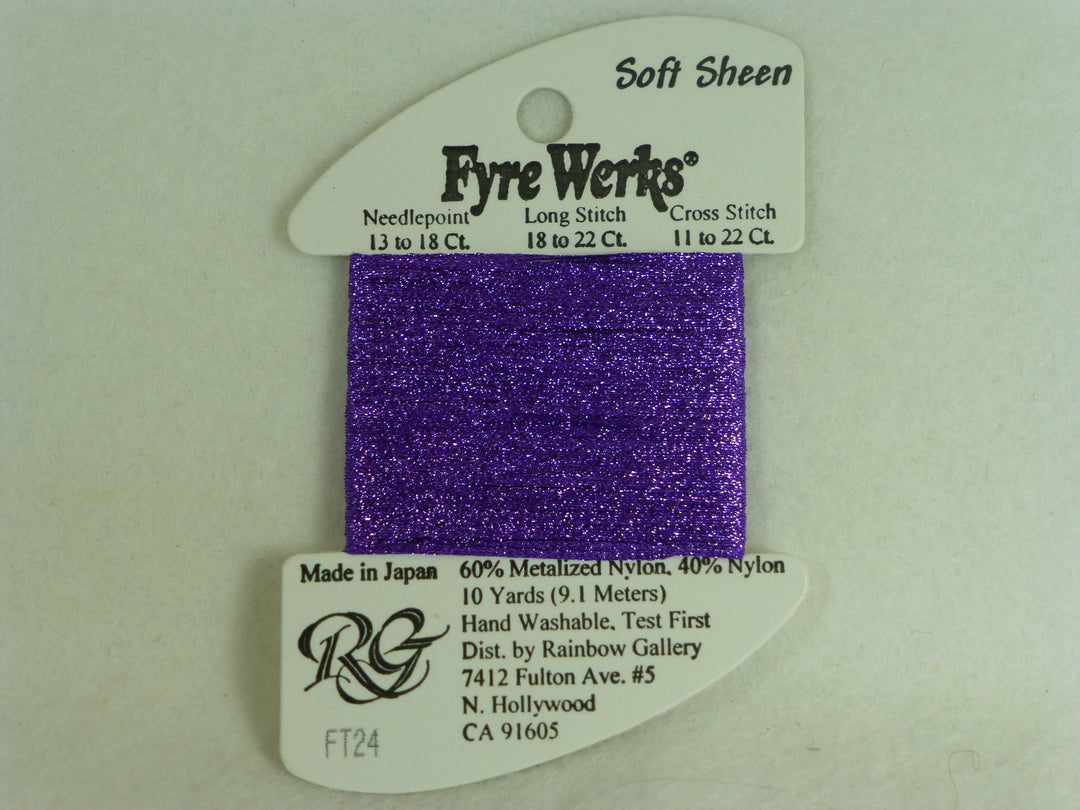 Soft Sheen
Fyre Werks®
Needlepoint Long Stitch Cross Stitch
13 to 18 Ct. 18 to 22 Ct. 11 to 22 Ct.
Made in Japan 60% Metalized Nylon, 40% Nylon
10 Yards (9.1 Meters)
Hand Washable, Test First
Dist. by Rainbow Gallery
7412 Fulton Ave. #5
N. Hollywood
CA 91605
RG
FT24